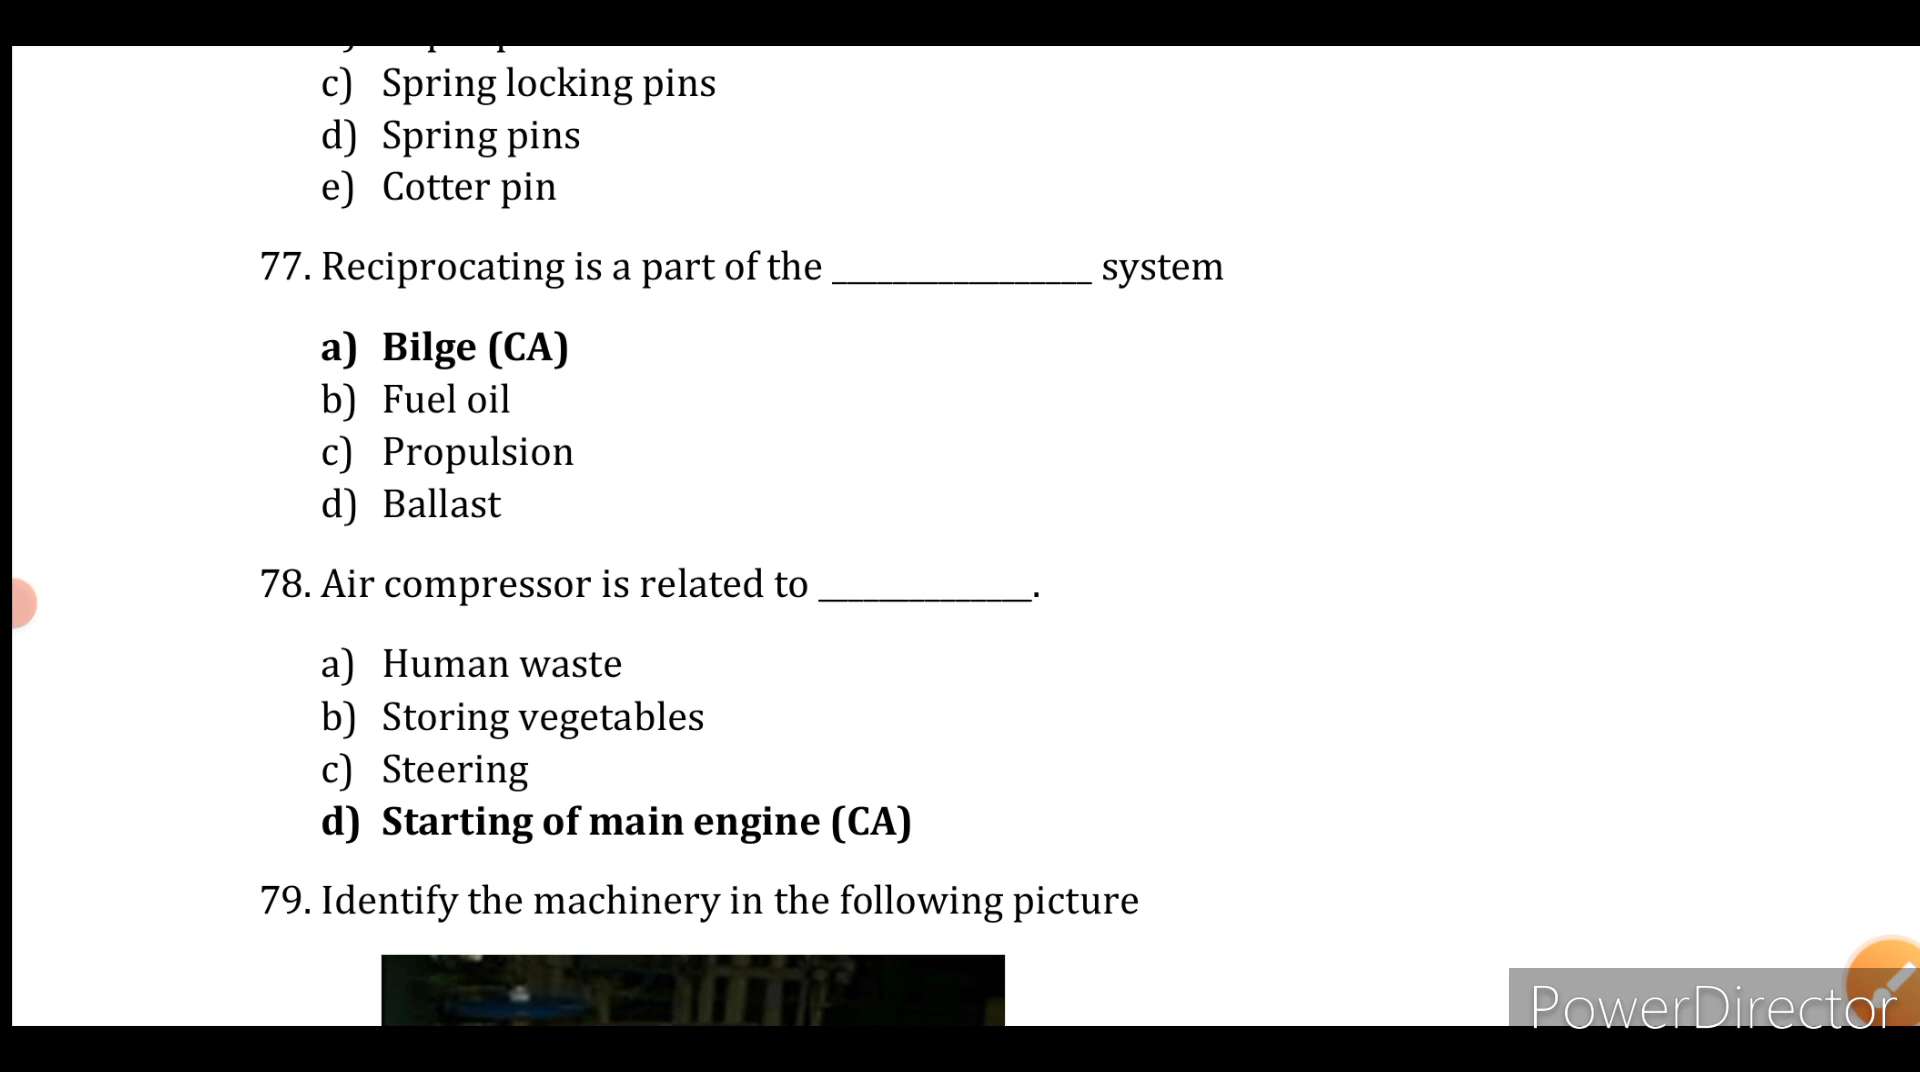 c) Spring locking pins
d) Spring pins
e) Cotter pin
77. Reciprocating is a part of the _________________ system
a) Bilge (CA)
b) Fuel oil
c) Propulsion
d) Ballast
78. Air compressor is related to ______________.
a) Human waste
b) Storing vegetables
c) Steering
d) Starting of main engine (CA)
79. Identify the machinery in the following picture
PowerDirector